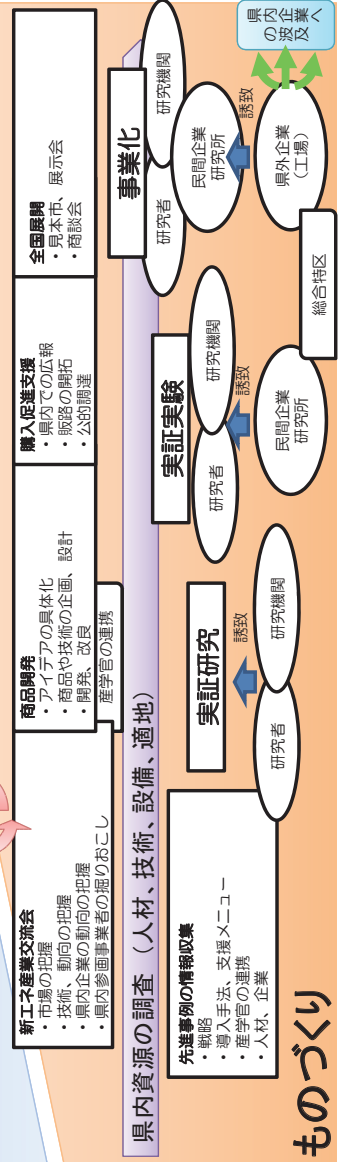 新エネ産業交流会
・市場の把握
・技術、動向の把握
・県内企業の動向の把握
・県内参画事業者の掘りおこし
商品開発
・アイデアの具体化
・商品や技術の企画、設計
・開発、改良
産学官の連携
購入促進支援
・県内での広報
・販路の開拓
・公的調達
全国展開
・見本市、展示会
・商談会
県内資源の調査（人材、技術、設備、適地）
先進事例の情報収集
・戦略
・導入手法、支援メニュー
・産学官の連携
・人材、企業
実証研究
誘致
研究者
研究機関
実証実験
研究者
研究機関
誘致
民間企業
研究所
事業化
研究者
研究機関
民間企業
研究所
誘致
県外企業
（工場）
総合特区
県内企業
の波及へ
ものづくり